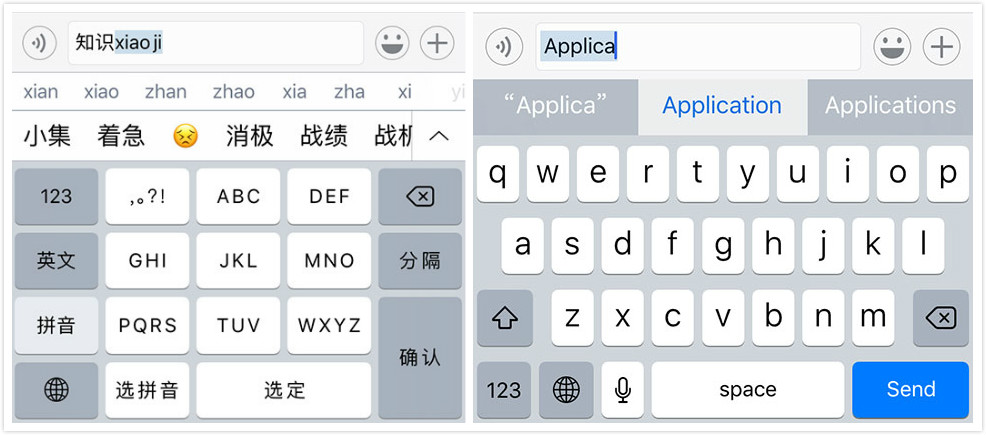 知识xiao ji
xian xiao zhan zhao xia zha xi yi
小集 着急 😣 消极 战绩 战机
123 ,。?! ABC DEF
英文 GHI JKL MNO 分隔
拼音 PQRS TUV WXYZ
确认
选拼音 选定
Applica
“Applica” Application Applications
q w e r t y u i o p
a s d f g h j k l
z x c v b n m
123 space Send